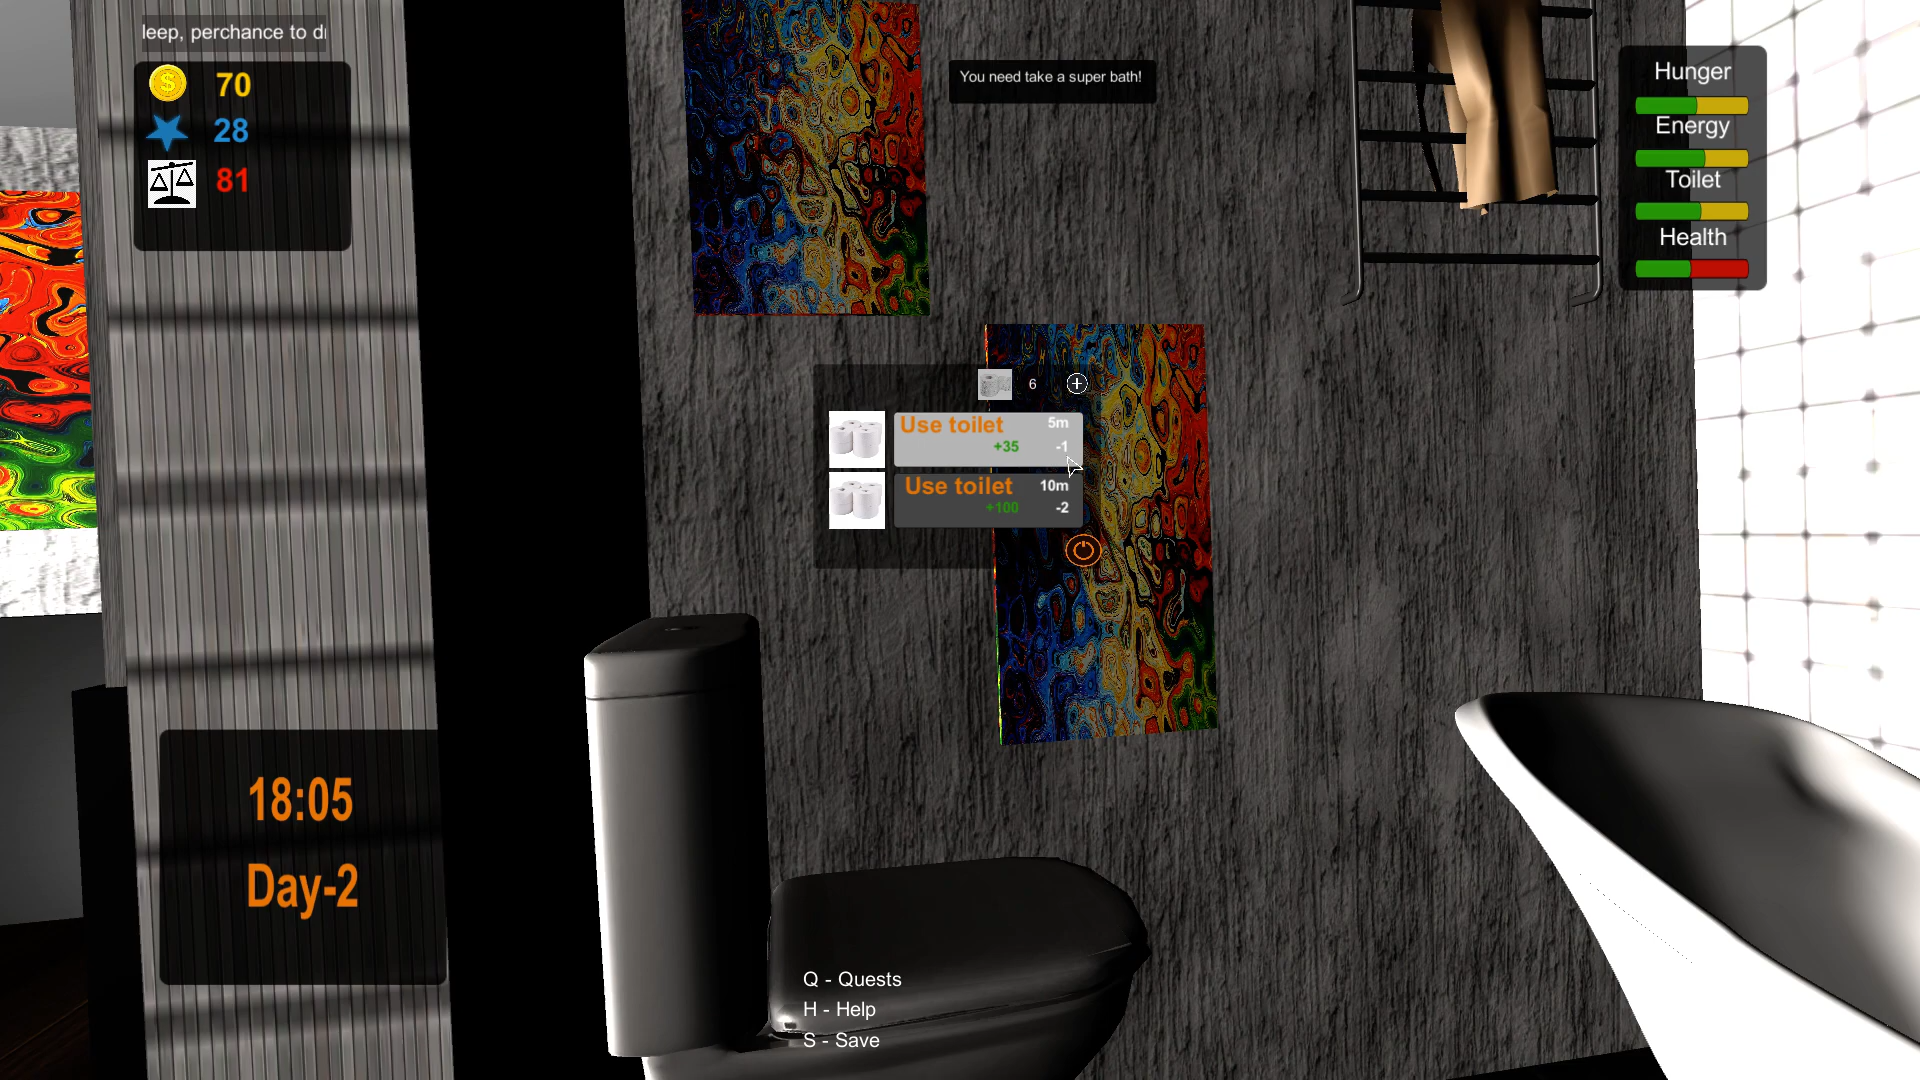 leep, perchance to d
70
28
81
You need take a super bath!
Hunger
Energy
Toilet
Health
6
Use toilet 5m
+35 -1
Use toilet 10m
+100 -2
18:05
Day-2
Q - Quests
H - Help
S - Save